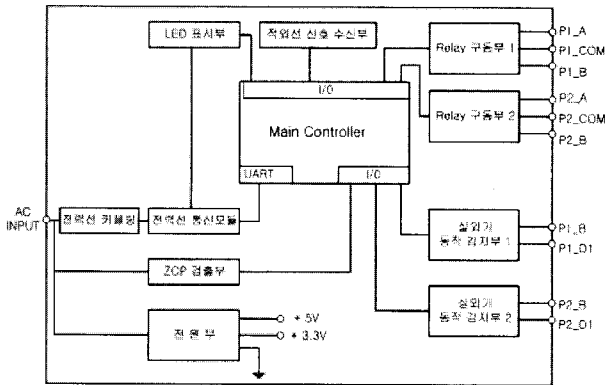 LED 표시부
적외선 신호 수신부
Relay 구동부 1
P1_A
P1_COM
P1_B
I/O
Main Controller
Relay 구동부 2
P2_A
P2_COM
P2_B
UART
I/O
AC
INPUT
전력선 커플링
전력선 통신모듈
실외기
동작 감지부 1
P1_B
P1_O1
ZCP 검출부
전 원 부
+ 5V
+ 3.3V
실외기
동작 감지부 2
P2_B
P2_O1